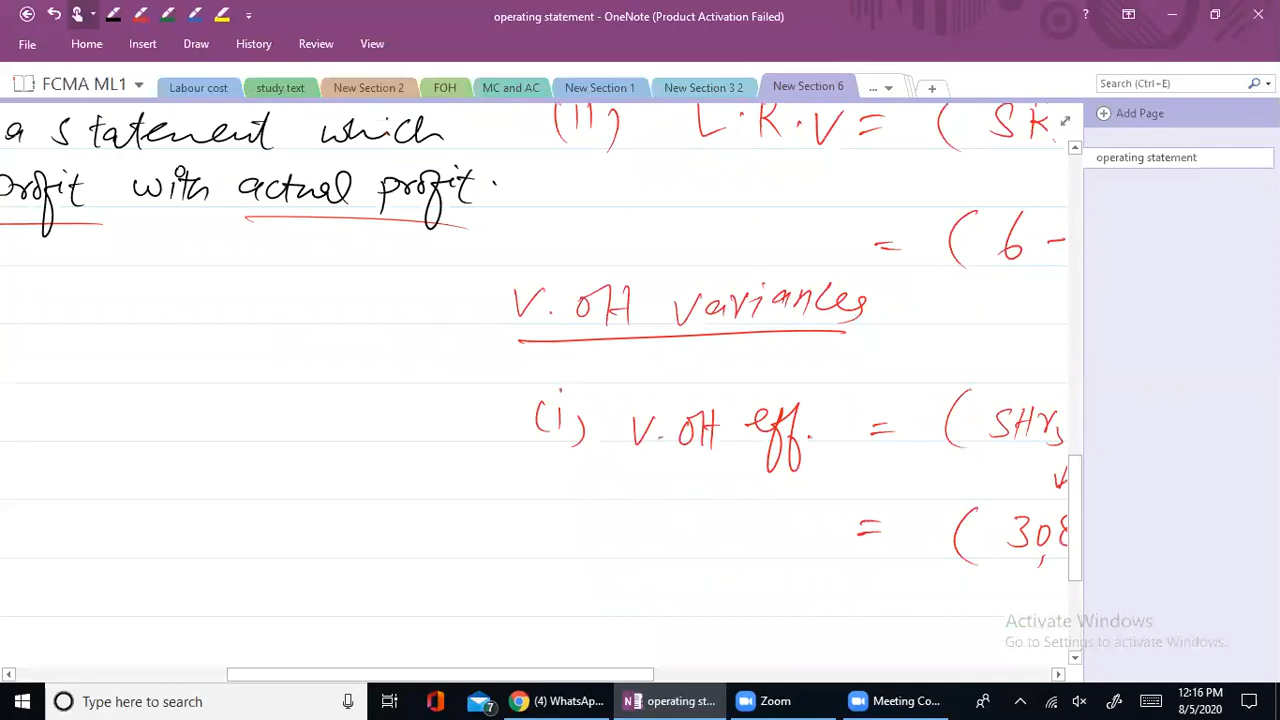 operating statement - OneNote (Product Activation Failed)
File Home Insert Draw History Review View
FCMA ML1 Labour cost study text New Section 2 FOH MC and AC New Section 1 New Section 3 2 New Section 6 ... Search (Ctrl+E)
Add Page
operating statement
a statement which
profit with actual profit.
(ii) L.R.V = ( SR
= ( 6 -
V.OH variances
(i) V.OH eff. = ( SHrs
= ( 30,8
Activate Windows
Go to Settings to activate Windows.
Type here to search
7
(4) WhatsApp...
operating st...
Zoom
Meeting Co...
12:16 PM
8/5/2020